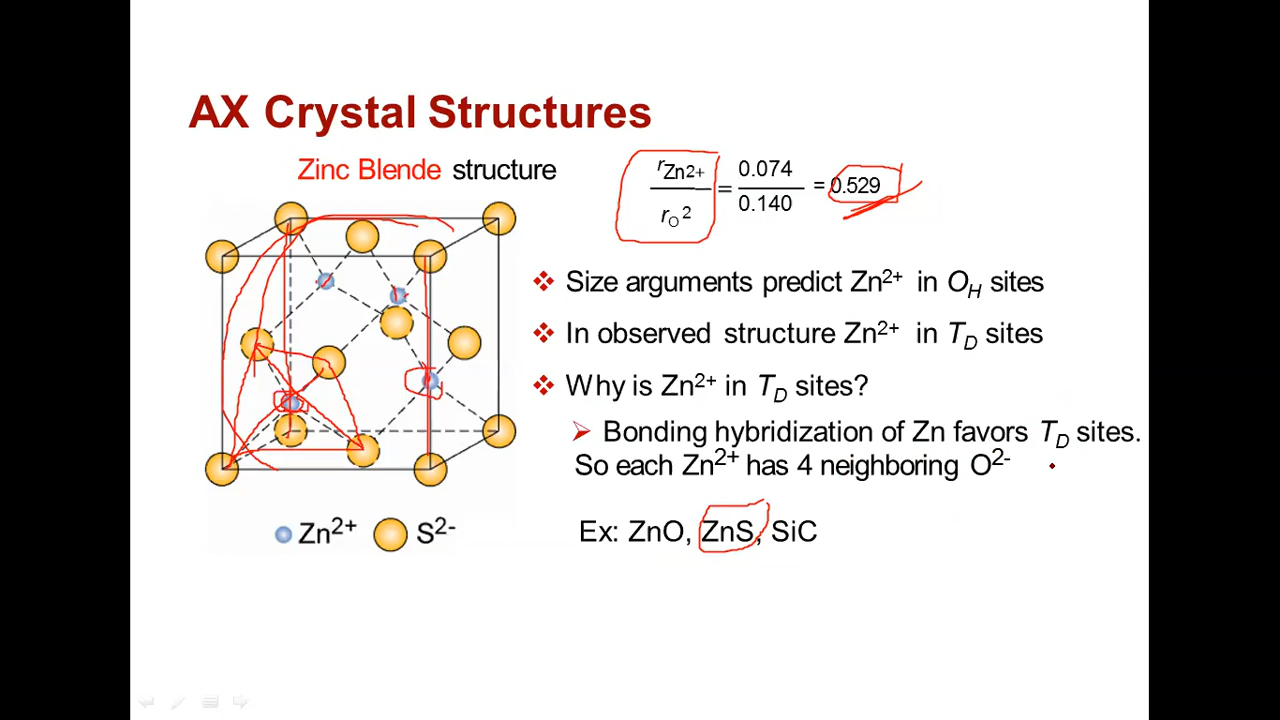 AX Crystal Structures
Zinc Blende structure
rZn2+ / rO2 = 0.074 / 0.140 = 0.529
❖ Size arguments predict Zn²⁺ in OH sites
❖ In observed structure Zn²⁺ in TD sites
❖ Why is Zn²⁺ in TD sites?
➢ Bonding hybridization of Zn favors TD sites.
So each Zn²⁺ has 4 neighboring O²⁻
Zn²⁺ S²⁻
Ex: ZnO, ZnS, SiC